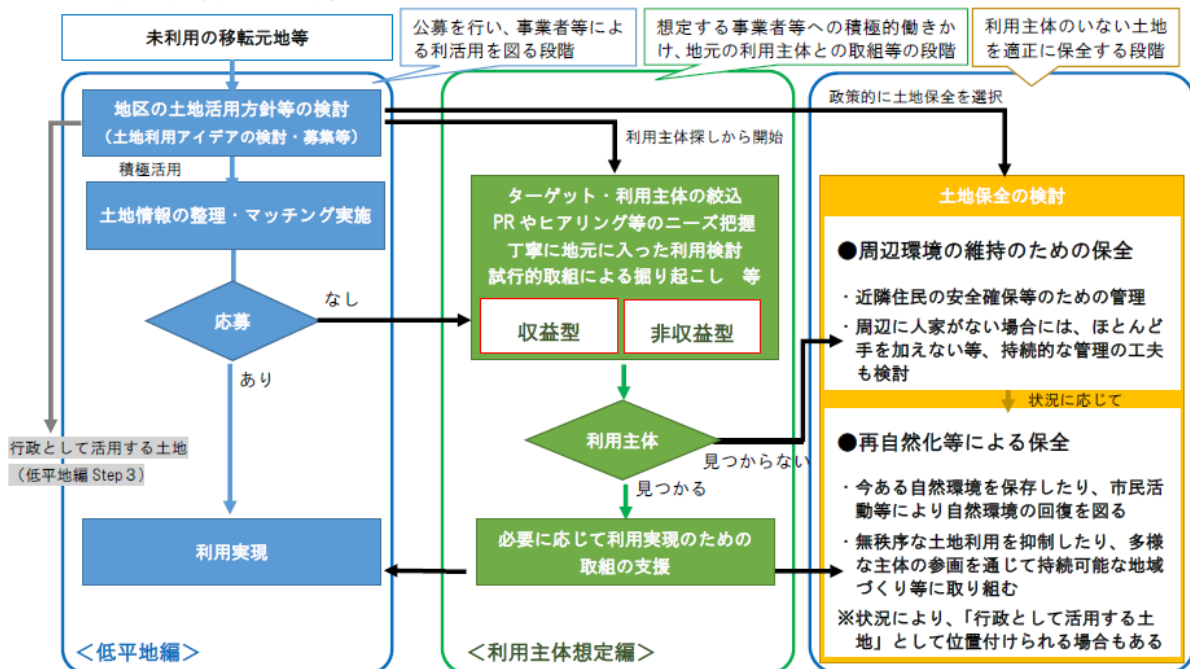 未利用の移転元地等
公募を行い、事業者等によ
る利活用を図る段階
想定する事業者等への積極的働きか
け、地元の利用主体との取組等の段階
利用主体のいない土地
を適正に保全する段階
地区の土地活用方針等の検討
（土地利用アイデアの検討・募集等）
政策的に土地保全を選択
利用主体探しから開始
積極活用
土地情報の整理・マッチング実施
応募
なし
あり
行政として活用する土地
（低平地編 Step３）
利用実現
＜低平地編＞
ターゲット・利用主体の絞込
PR やヒアリング等のニーズ把握
丁寧に地元に入った利用検討
試行的取組による掘り起こし　等
収益型
非収益型
利用主体
見つからない
見つかる
必要に応じて利用実現のための
取組の支援
＜利用主体想定編＞
土地保全の検討
●周辺環境の維持のための保全
・近隣住民の安全確保等のための管理
・周辺に人家がない場合には、ほとんど
手を加えない等、持続的な管理の工夫
も検討
状況に応じて
●再自然化等による保全
・今ある自然環境を保存したり、市民活
動等により自然環境の回復を図る
・無秩序な土地利用を抑制したり、多様
な主体の参画を通じて持続可能な地域
づくり等に取り組む
※状況により、「行政として活用する土
地」として位置付けられる場合もある